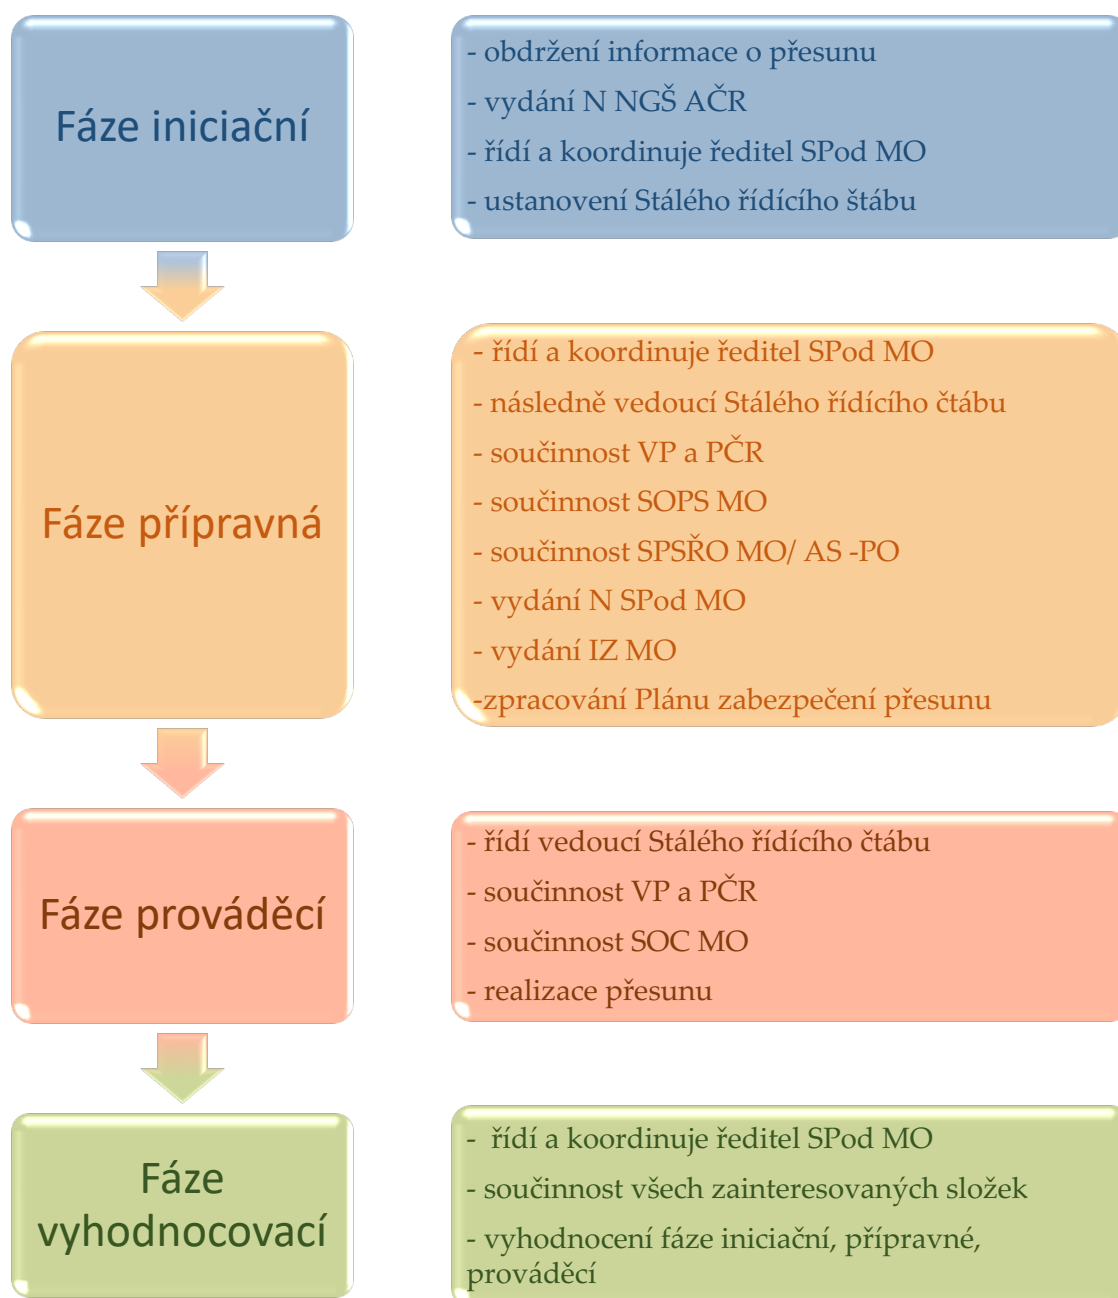 Fáze iniciační
- obdržení informace o přesunu
- vydání N NGŠ AČR
- řídí a koordinuje ředitel SPod MO
- ustanovení Stálého řídícího štábu
Fáze přípravná
- řídí a koordinuje ředitel SPod MO
- následně vedoucí Stálého řídícího čtábu
- součinnost VP a PČR
- součinnost SOPS MO
- součinnost SPSŘO MO/ AS -PO
- vydání N SPod MO
- vydání IZ MO
-zpracování Plánu zabezpečení přesunu
Fáze prováděcí
- řídí vedoucí Stálého řídícího čtábu
- součinnost VP a PČR
- součinnost SOC MO
- realizace přesunu
Fáze
vyhodnocovací
- řídí a koordinuje ředitel SPod MO
- součinnost všech zainteresovaných složek
- vyhodnocení fáze iniciační, přípravné,
prováděcí